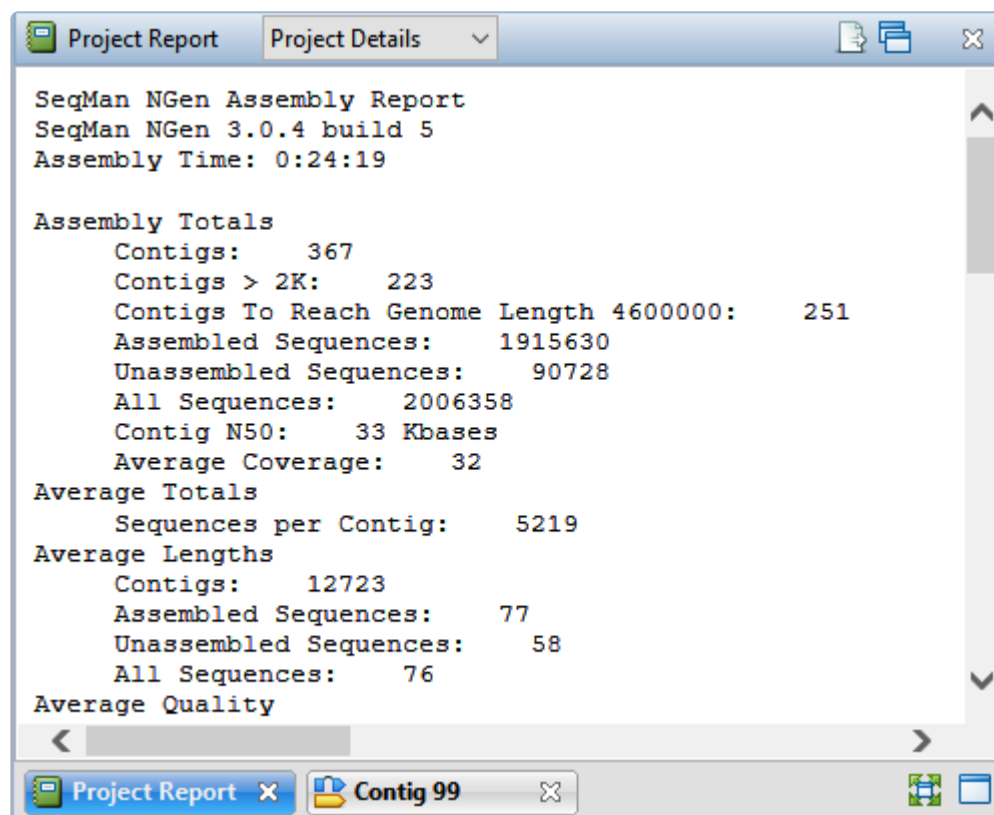 Project Report Project Details
SeqMan NGen Assembly Report
SeqMan NGen 3.0.4 build 5
Assembly Time: 0:24:19
Assembly Totals
Contigs: 367
Contigs > 2K: 223
Contigs To Reach Genome Length 4600000: 251
Assembled Sequences: 1915630
Unassembled Sequences: 90728
All Sequences: 2006358
Contig N50: 33 Kbases
Average Coverage: 32
Average Totals
Sequences per Contig: 5219
Average Lengths
Contigs: 12723
Assembled Sequences: 77
Unassembled Sequences: 58
All Sequences: 76
Average Quality
Project Report Contig 99